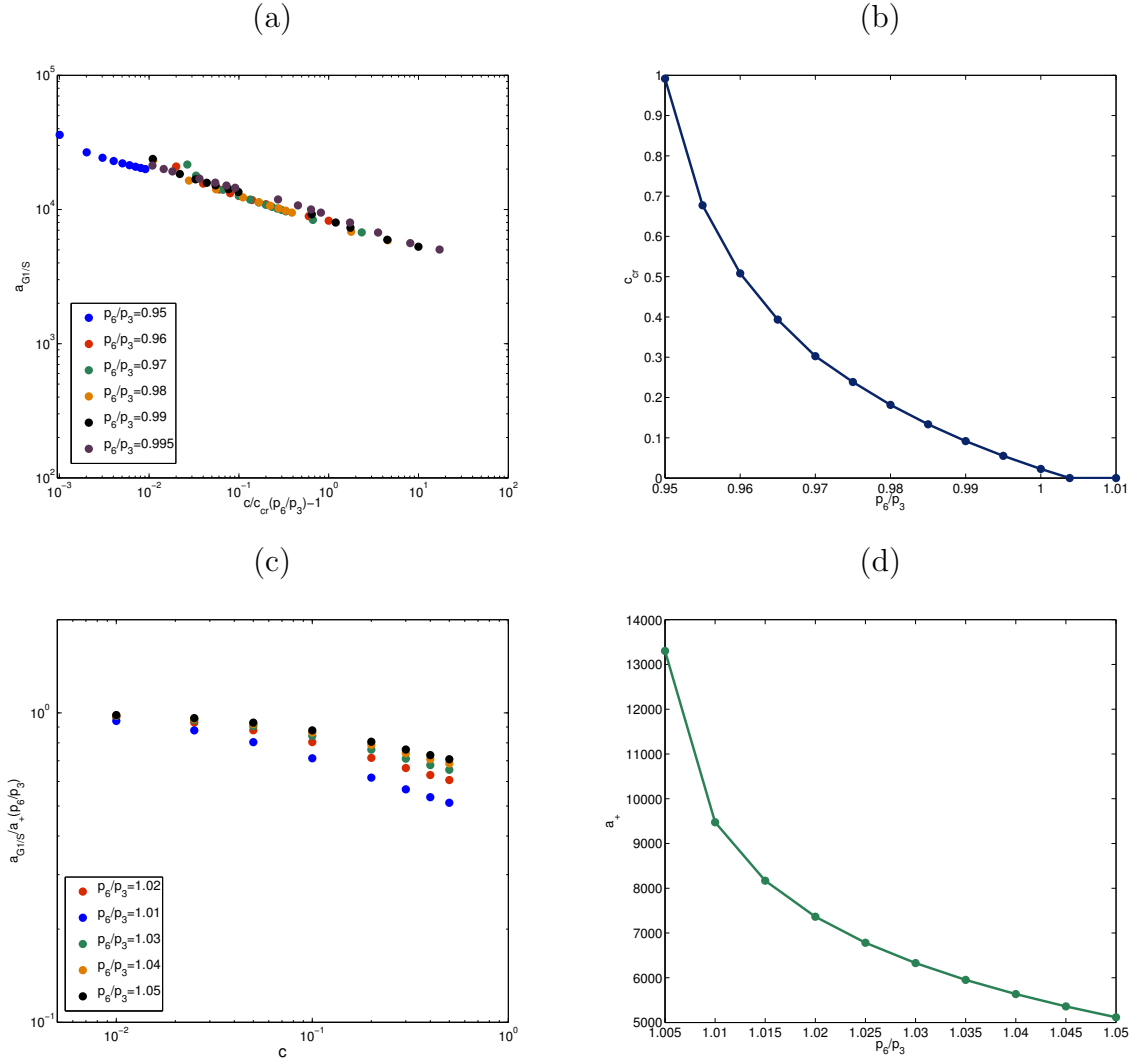 (a)
10^5
10^4
10^3
10^2
a_{G1/S}
p_6/p_3=0.95
p_6/p_3=0.96
p_6/p_3=0.97
p_6/p_3=0.98
p_6/p_3=0.99
p_6/p_3=0.995
10^{-3} 10^{-2} 10^{-1} 10^0 10^1 10^2
c/c_{cr}(p_6/p_3)-1
(b)
1
0.9
0.8
0.7
0.6
0.5
0.4
0.3
0.2
0.1
0
c_{cr}
0.95 0.96 0.97 0.98 0.99 1 1.01
p_6/p_3
(c)
10^0
10^{-1}
a_{G1/S}/a_+(p_6/p_3)
p_6/p_3=1.02
p_6/p_3=1.01
p_6/p_3=1.03
p_6/p_3=1.04
p_6/p_3=1.05
10^{-2} 10^{-1} 10^0
c
(d)
14000
13000
12000
11000
10000
9000
8000
7000
6000
5000
a_+
1.005 1.01 1.015 1.02 1.025 1.03 1.035 1.04 1.045 1.05
p_6/p_3